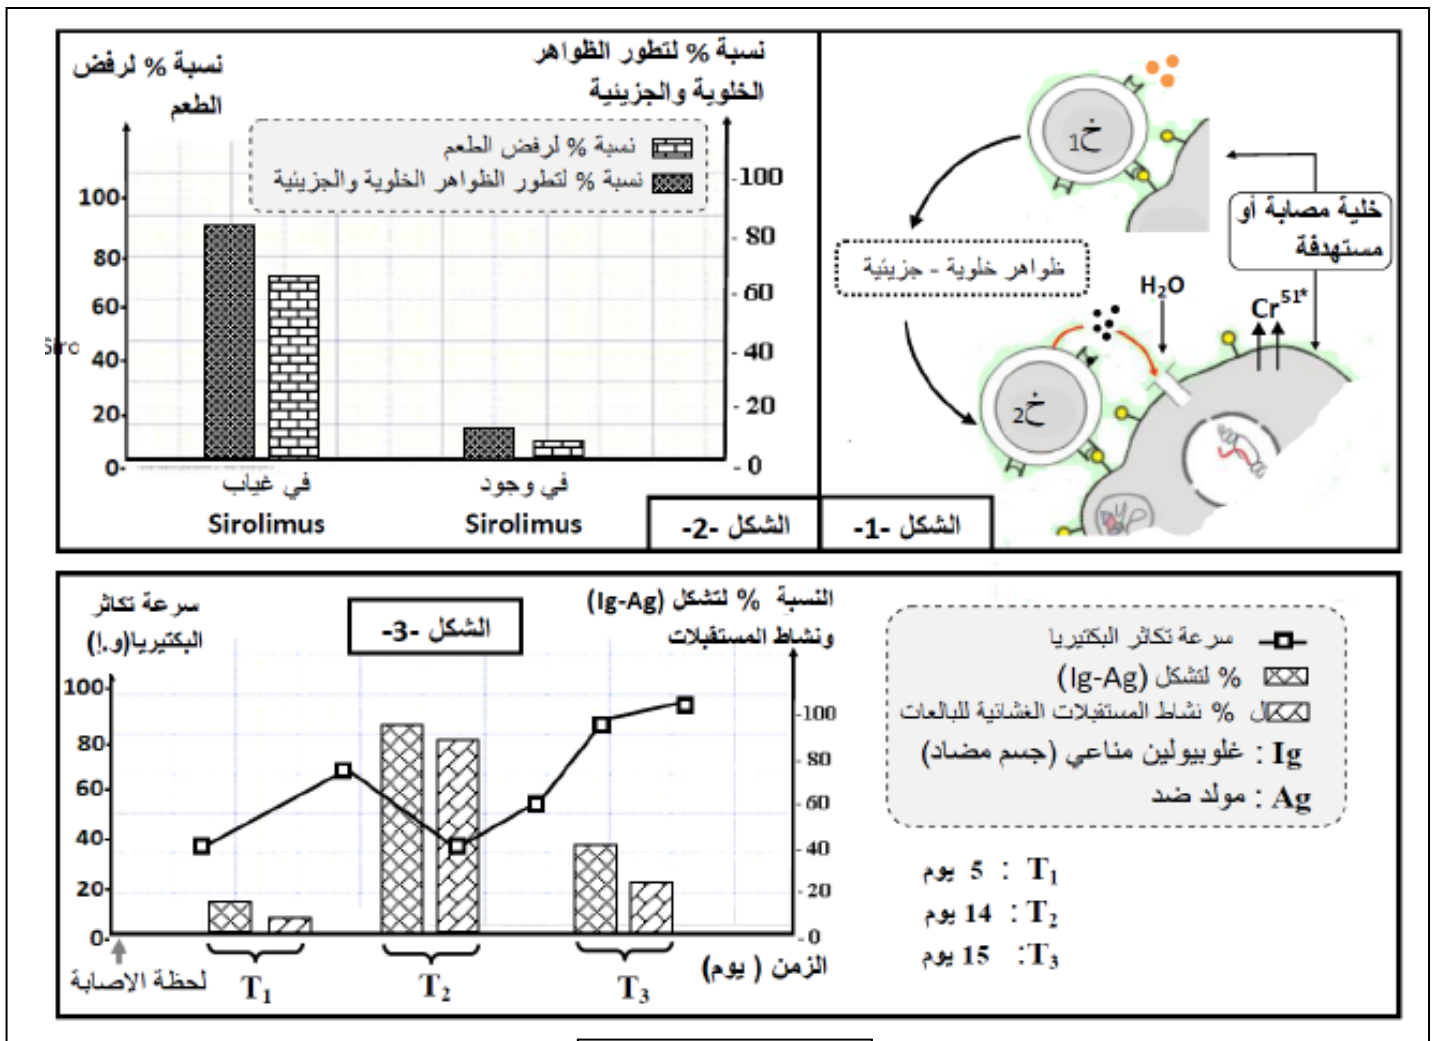 نسبة % لرفض
الطعم
نسبة % لتطور الظواهر
الخلوية والجزيئية
نسبة % لرفض الطعم
نسبة % لتطور الظواهر الخلوية والجزيئية
100
80
60
40
20
0
100
80
60
40
20
0
في غياب
Sirolimus
في وجود
Sirolimus
الشكل -2-
خ1
خلية مصابة أو
مستهدفة
ظواهر خلوية - جزيئية
H₂O
Cr⁵¹*
خ2
الشكل -1-
سرعة تكاثر
البكتيريا(و.إ)
الشكل -3-
النسبة % لتشكل (Ig-Ag)
ونشاط المستقبلات
100
80
60
40
20
0
100
80
60
40
20
0
لحظة الاصابة
T₁
T₂
T₃
الزمن ( يوم)
سرعة تكاثر البكتيريا
% لتشكل (Ig-Ag)
ل % نشاط المستقبلات الغشائية للبالعات
Ig : غلوبيولين مناعي (جسم مضاد)
Ag : مولد ضد
T₁ : 5 يوم
T₂ : 14 يوم
T₃ : 15 يوم